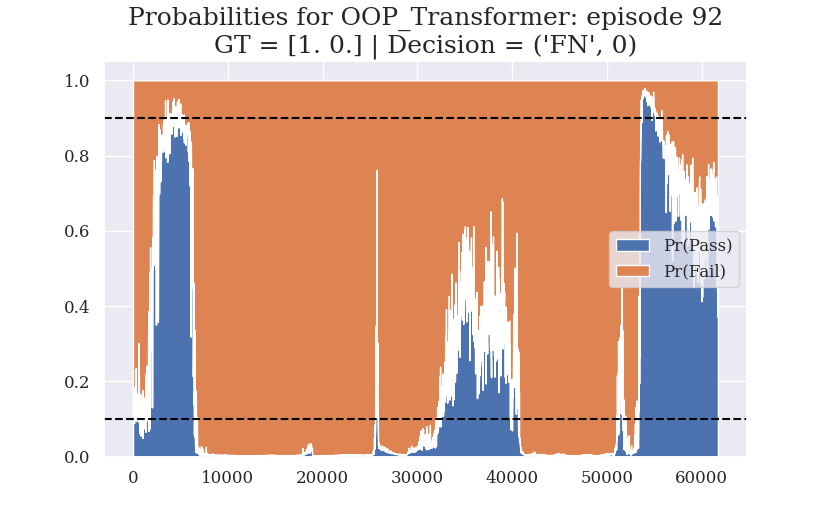 Probabilities for OOP_Transformer: episode 92
GT = [1. 0.] | Decision = ('FN', 0)
1.0
0.8
0.6
0.4
0.2
0.0
Pr(Pass)
Pr(Fail)
0 10000 20000 30000 40000 50000 60000